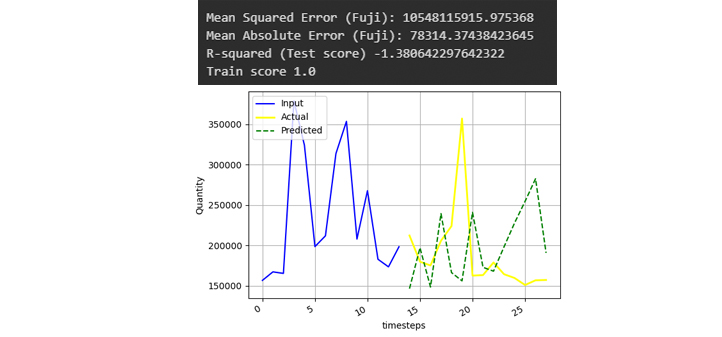 Mean Squared Error (Fuji): 10548115915.975368
Mean Absolute Error (Fuji): 78314.37438423645
R-squared (Test score) -1.380642297642322
Train score 1.0
Input
Actual
Predicted
350000
300000
250000
200000
150000
Quantity
0
5
10
15
20
25
timesteps